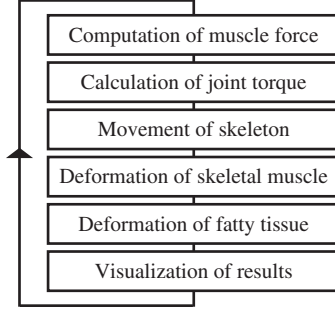 Computation of muscle force
Calculation of joint torque
Movement of skeleton
Deformation of skeletal muscle
Deformation of fatty tissue
Visualization of results